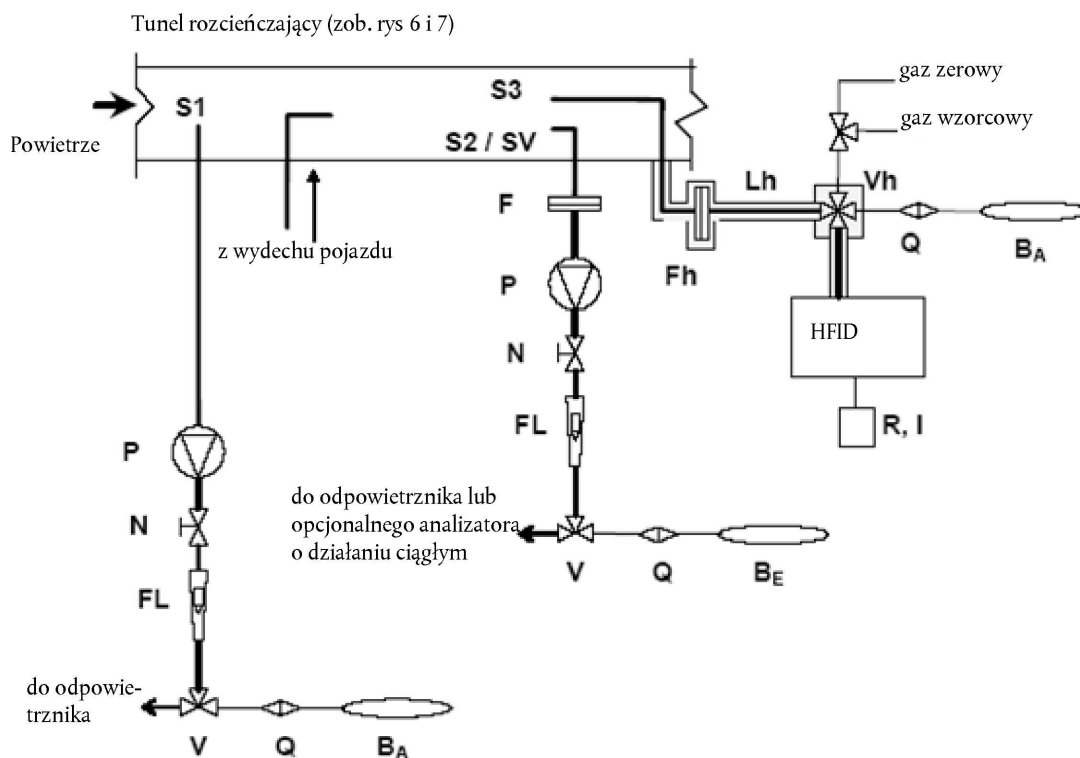 Tunel rozcieńczający (zob. rys 6 i 7)
gaz zerowy
S3
S1
gaz wzorcowy
Powietrze
S2 / SV
Lh
Vh
F
z wydechu pojazdu
Q
BA
P
Fh
HFID
N
FL
R, I
P
do odpowietrznika lub
opcjonalnego analizatora
o działaniu ciągłym
N
V
Q
BE
FL
do odpowie-
trznika
V
Q
BA